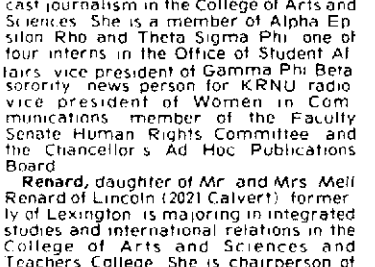 cast journalism in the College of Arts and
Sciences She is a member of Alpha Ep
silon Rho and Theta Sigma Phi one of
four interns in the Office of Student Af
fairs vice president of Gamma Phi Beta
sorority news person for KRNU radio
vice president of Women in Com
munications member of the Faculty
Senate Human Rights Committee and
the Chancellor s Ad Hoc Publications
Board
Renard, daughter of Mr and Mrs Melf
Renard of Lincoln (2021 Calvert) former
ly of Lexington is majoring in integrated
studies and international relations in the
College of Arts and Sciences and
Teachers College She is chairperson of